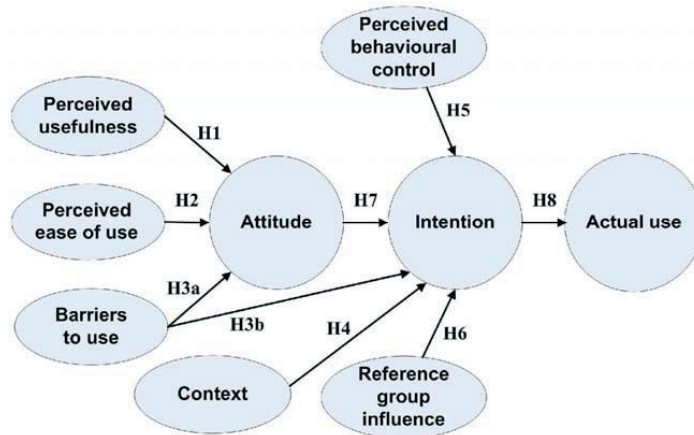 Perceived
behavioural
control
Perceived
usefulness
H1
H5
Perceived
ease of use
H2
Attitude
H7
Intention
H8
Actual use
H3a
Barriers
to use
H3b
H4
H6
Context
Reference
group
influence